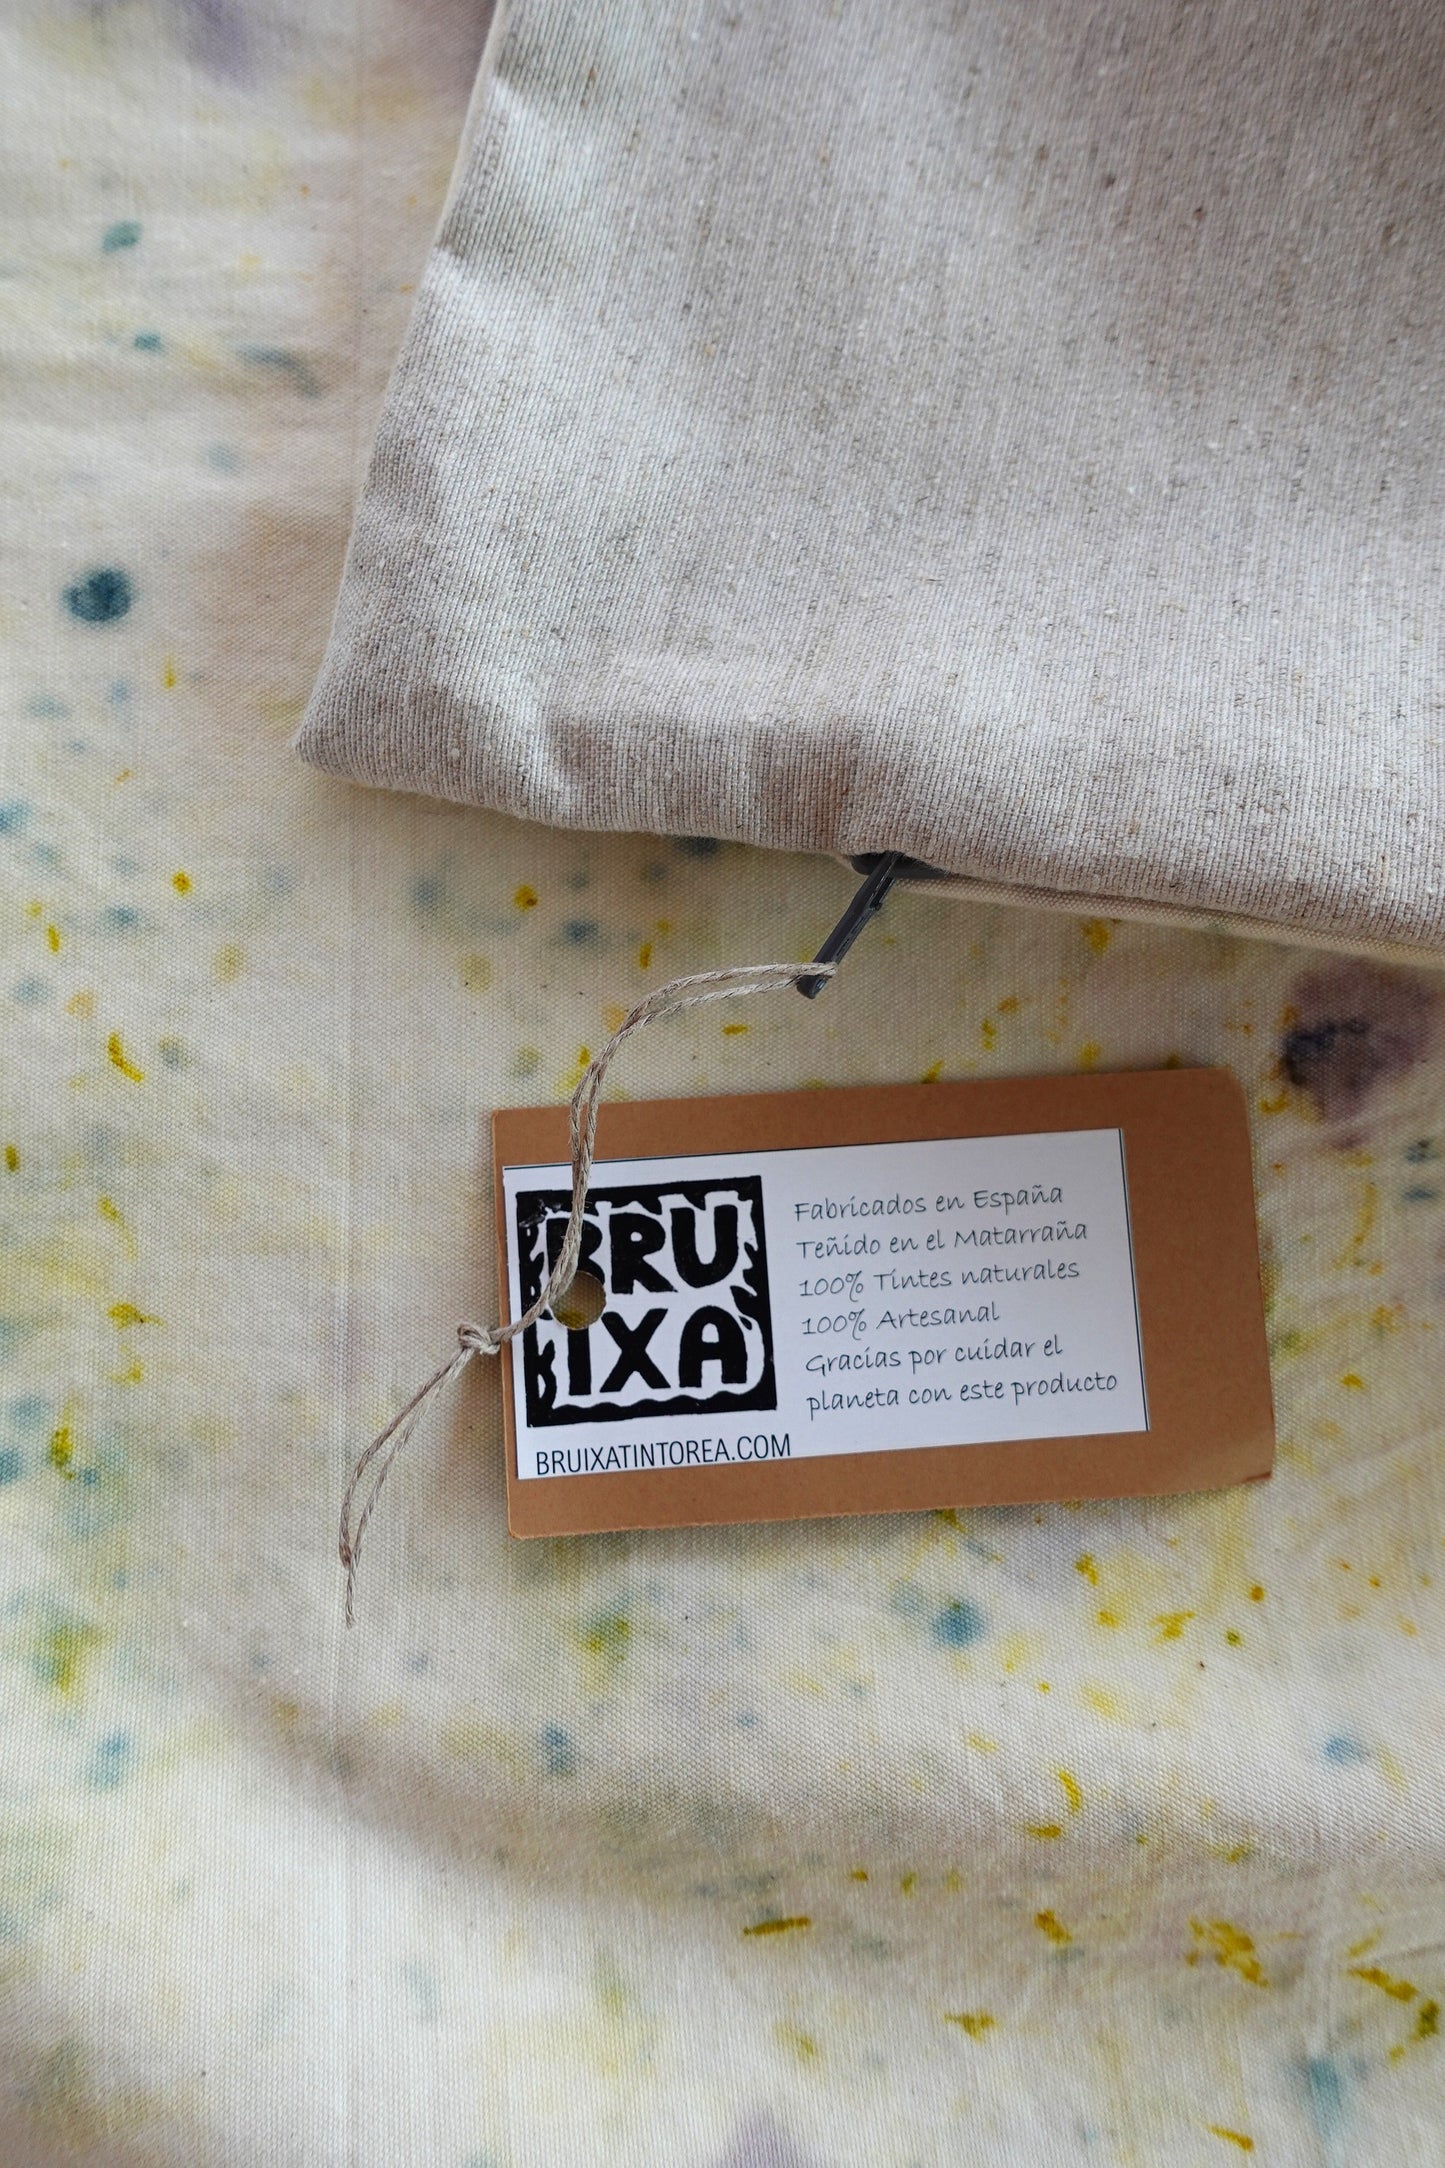 BRU
IXA
BRUIXATINTOREA.COM
Fabricados en España
Teñido en el Matarraña
100% Tintes naturales
100% Artesanal
Gracias por cuidar el
planeta con este producto